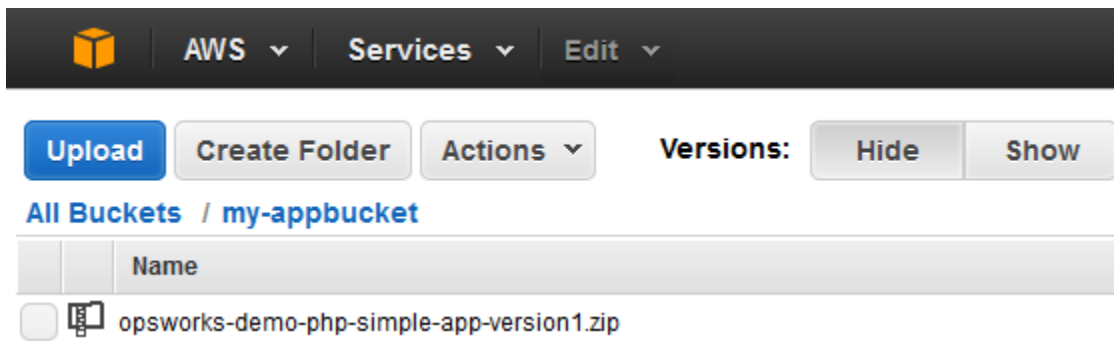 AWS Services Edit
Upload Create Folder Actions Versions: Hide Show
All Buckets / my-appbucket
Name
opsworks-demo-php-simple-app-version1.zip